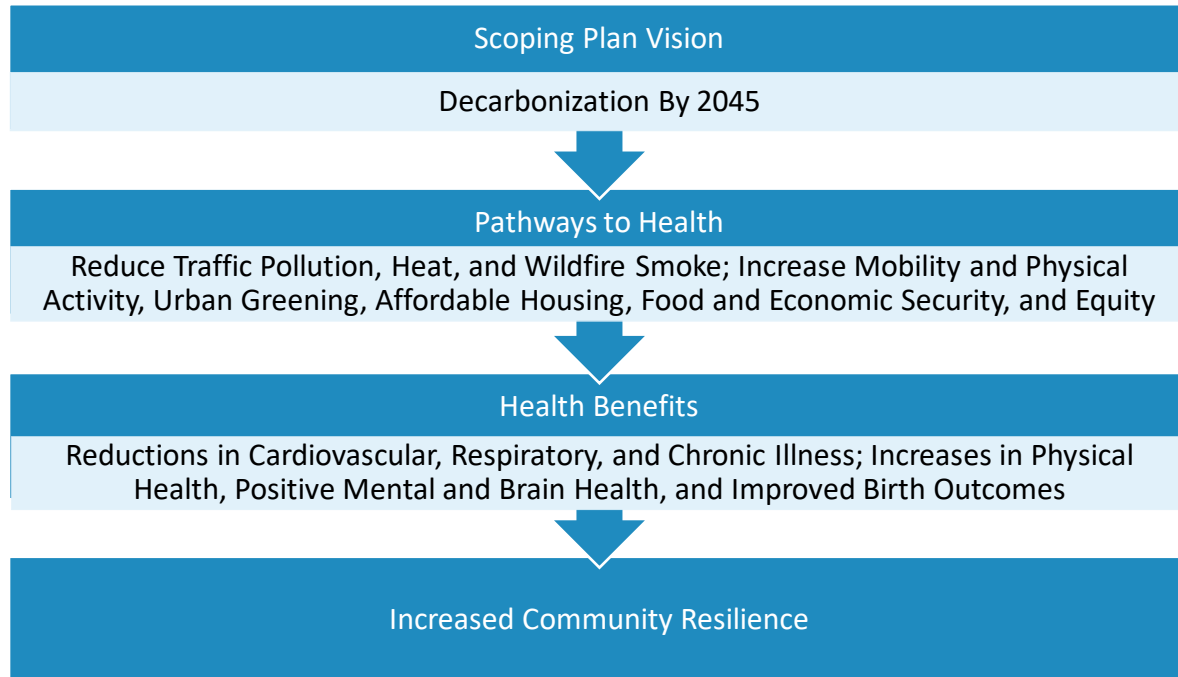 Scoping Plan Vision
Decarbonization By 2045
Pathways to Health
Reduce Traffic Pollution, Heat, and Wildfire Smoke; Increase Mobility and Physical
Activity, Urban Greening, Affordable Housing, Food and Economic Security, and Equity
Health Benefits
Reductions in Cardiovascular, Respiratory, and Chronic Illness; Increases in Physical
Health, Positive Mental and Brain Health, and Improved Birth Outcomes
Increased Community Resilience